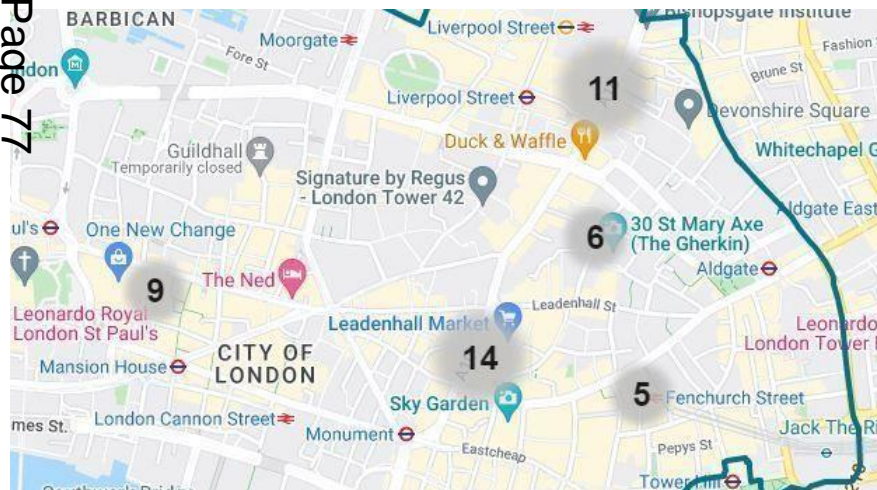 Page 77
BARBICAN
Moorgate
Liverpool Street
Bishopsgate Institute
Fore St
Fashion
Brune St
Liverpool Street
11
Devonshire Square
Duck & Waffle
Guildhall
Temporarily closed
Whitechapel G
Signature by Regus
- London Tower 42
One New Change
6
30 St Mary Axe
(The Gherkin)
Aldgate East
Aldgate
9
The Ned
Leadenhall St
Leonardo Royal
London St Paul's
Leadenhall Market
Leonardo
London Tower
Mansion House
CITY OF
LONDON
14
5
Fenchurch Street
Sky Garden
London Cannon Street
Monument
Eastcheap
Pepys St
Jack The Ri
Tower Hill